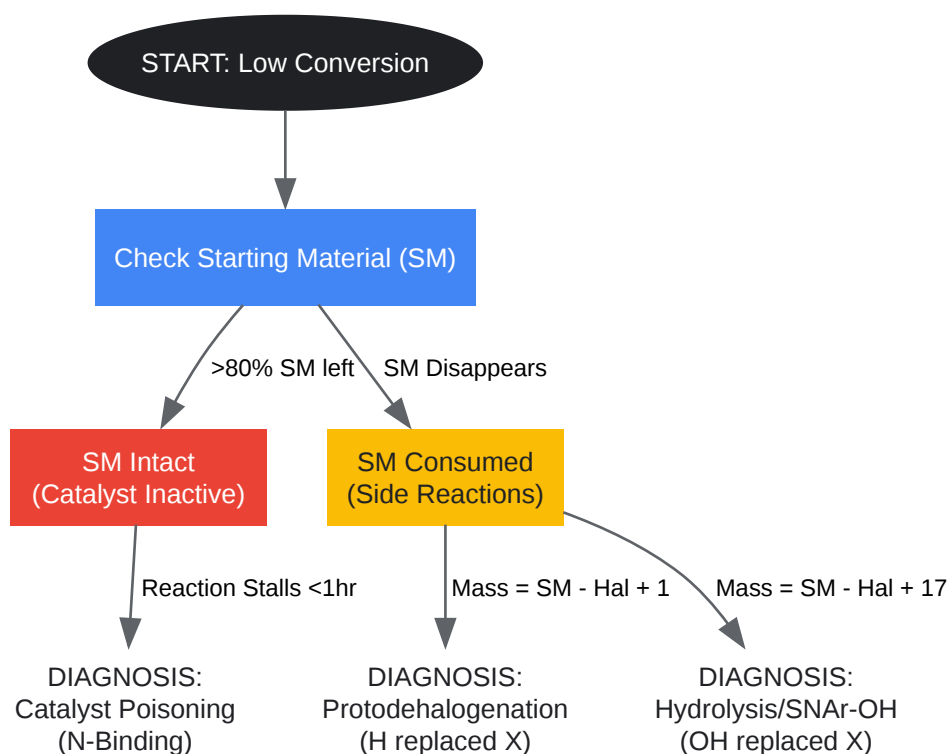 START: Low Conversion
Check Starting Material (SM)
>80% SM left
SM Disappears
SM Intact
(Catalyst Inactive)
SM Consumed
(Side Reactions)
Reaction Stalls <1hr
Mass = SM - Hal + 1
Mass = SM - Hal + 17
DIAGNOSIS:
Catalyst Poisoning
(N-Binding)
DIAGNOSIS:
Protodehalogenation
(H replaced X)
DIAGNOSIS:
Hydrolysis/SNAr-OH
(OH replaced X)